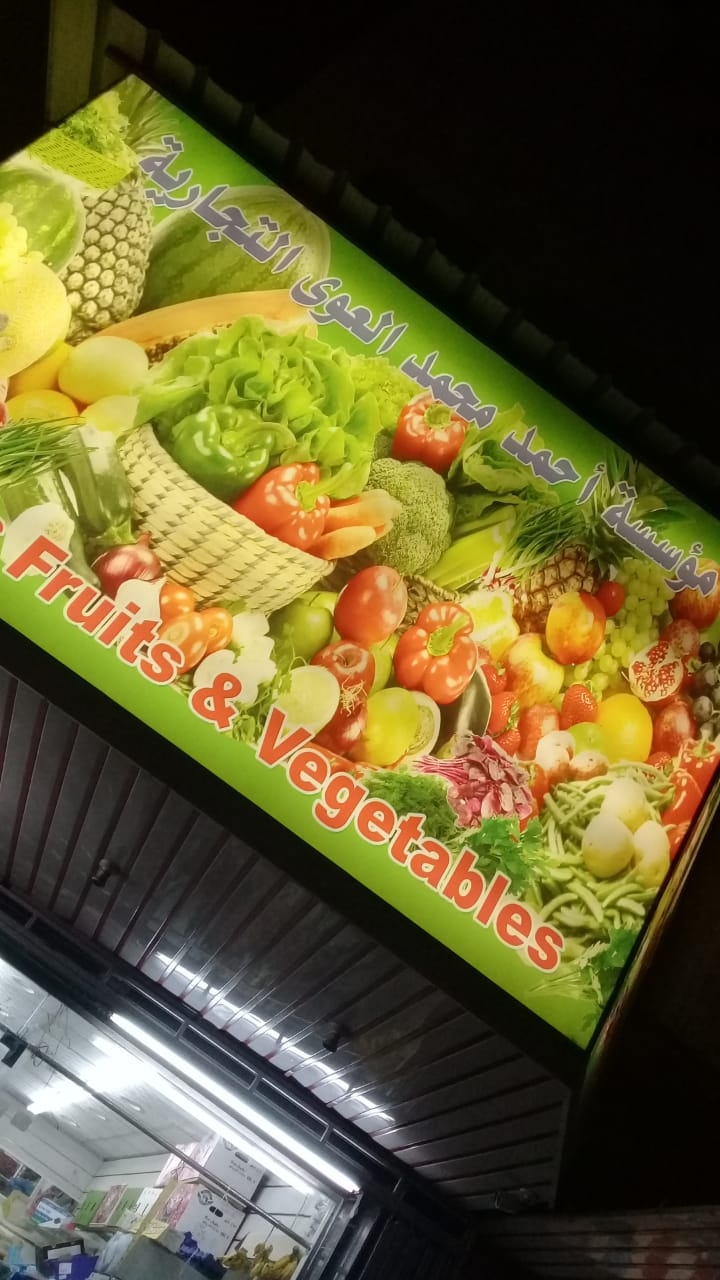 مؤسسة أحمد محمد العوى التجارية
Fruits & Vegetables